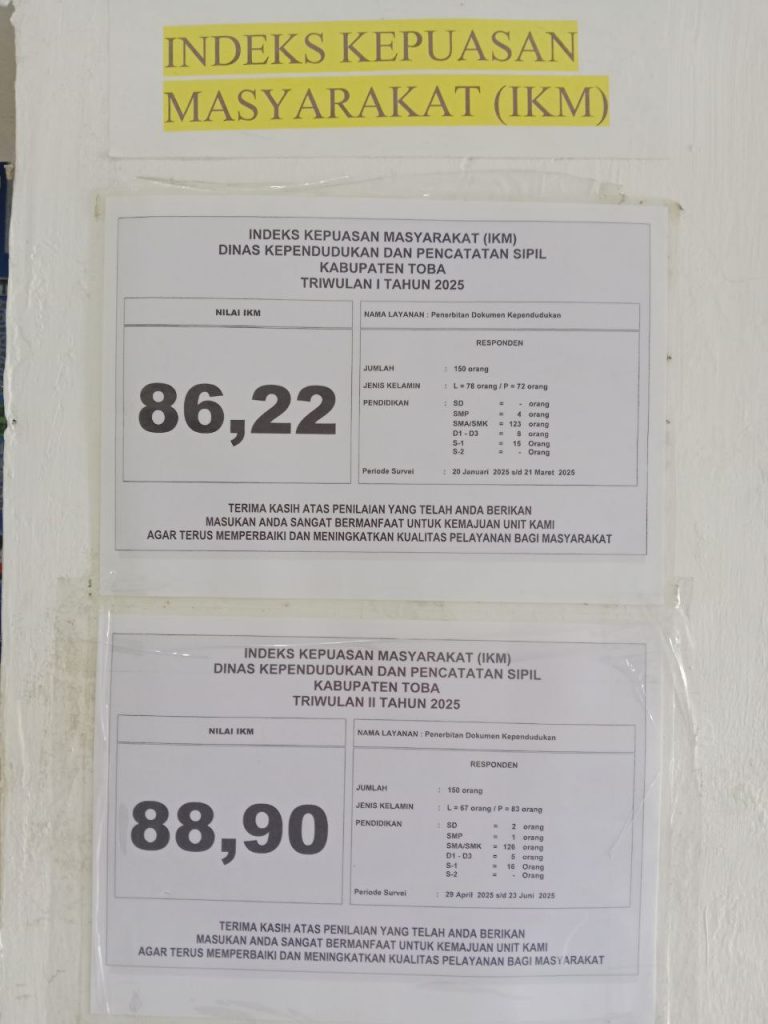 INDEKS KEPUASAN
MASYARAKAT (IKM)
INDEKS KEPUASAN MASYARAKAT (IKM)
DINAS KEPENDUDUKAN DAN PENCATATAN SIPIL
KABUPATEN TOBA
TRIWULAN I TAHUN 2025
NILAI IKM
86,22
NAMA LAYANAN : Penerbitan Dokumen Kependudukan
RESPONDEN
JUMLAH : 150 orang
JENIS KELAMIN : L = 78 orang / P = 72 orang
PENDIDIKAN : SD = - orang
SMP = 4 orang
SMA/SMK = 123 orang
D1 - D3 = 8 orang
S-1 = 15 Orang
S-2 = - Orang
Periode Survei : 20 Januari 2025 s/d 21 Maret 2025
TERIMA KASIH ATAS PENILAIAN YANG TELAH ANDA BERIKAN
MASUKAN ANDA SANGAT BERMANFAAT UNTUK KEMAJUAN UNIT KAMI
AGAR TERUS MEMPERBAIKI DAN MENINGKATKAN KUALITAS PELAYANAN BAGI MASYARAKAT
INDEKS KEPUASAN MASYARAKAT (IKM)
DINAS KEPENDUDUKAN DAN PENCATATAN SIPIL
KABUPATEN TOBA
TRIWULAN II TAHUN 2025
NILAI IKM
88,90
NAMA LAYANAN : Penerbitan Dokumen Kependudukan
RESPONDEN
JUMLAH : 150 orang
JENIS KELAMIN : L = 67 orang / P = 83 orang
PENDIDIKAN : SD = 2 orang
SMP = 1 orang
SMA/SMK = 126 orang
D1 - D3 = 5 orang
S-1 = 16 Orang
S-2 = - Orang
Periode Survei : 29 April 2025 s/d 23 Juni 2025
TERIMA KASIH ATAS PENILAIAN YANG TELAH ANDA BERIKAN
MASUKAN ANDA SANGAT BERMANFAAT UNTUK KEMAJUAN UNIT KAMI
AGAR TERUS MEMPERBAIKI DAN MENINGKATKAN KUALITAS PELAYANAN BAGI MASYARAKAT